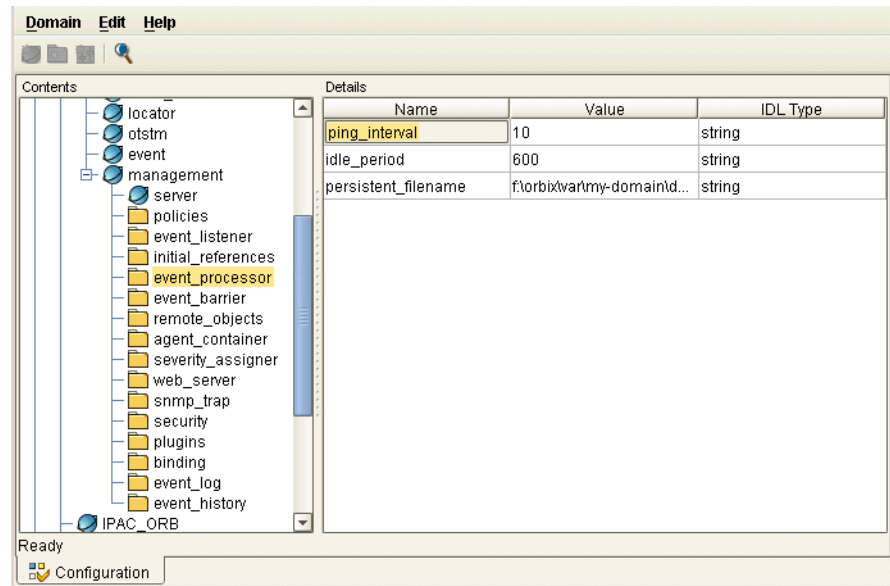 Domain Edit Help
Contents
locator
otstm
event
management
server
policies
event_listener
initial_references
event_processor
event_barrier
remote_objects
agent_container
severity_assigner
web_server
snmp_trap
security
plugins
binding
event_log
event_history
IPAC_ORB
Details
Name Value IDL Type
ping_interval 10 string
idle_period 600 string
persistent_filename f:\orbix\var\my-domain\d... string
Ready
Configuration